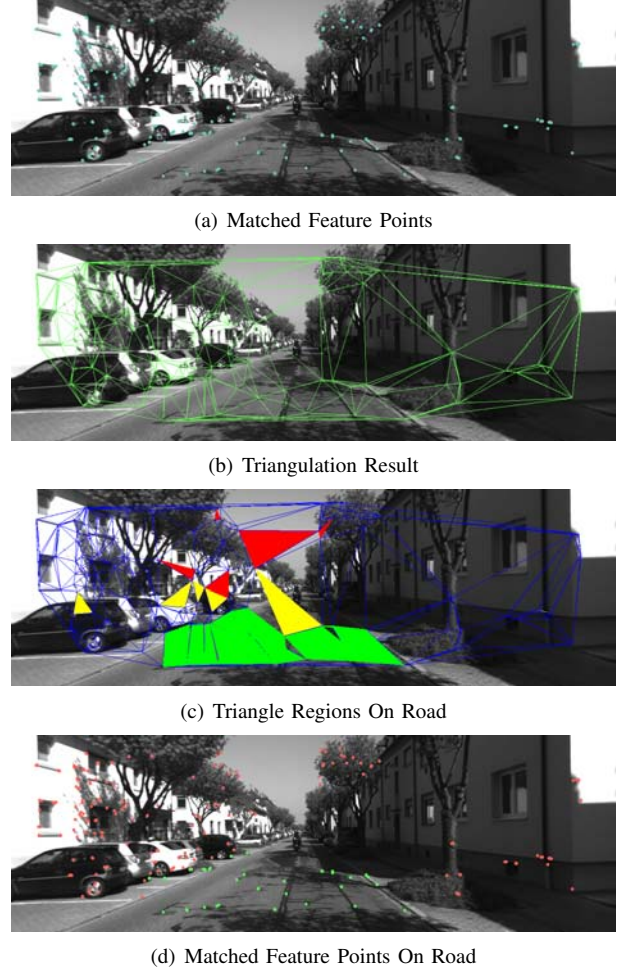 (a) Matched Feature Points
(b) Triangulation Result
(c) Triangle Regions On Road
(d) Matched Feature Points On Road